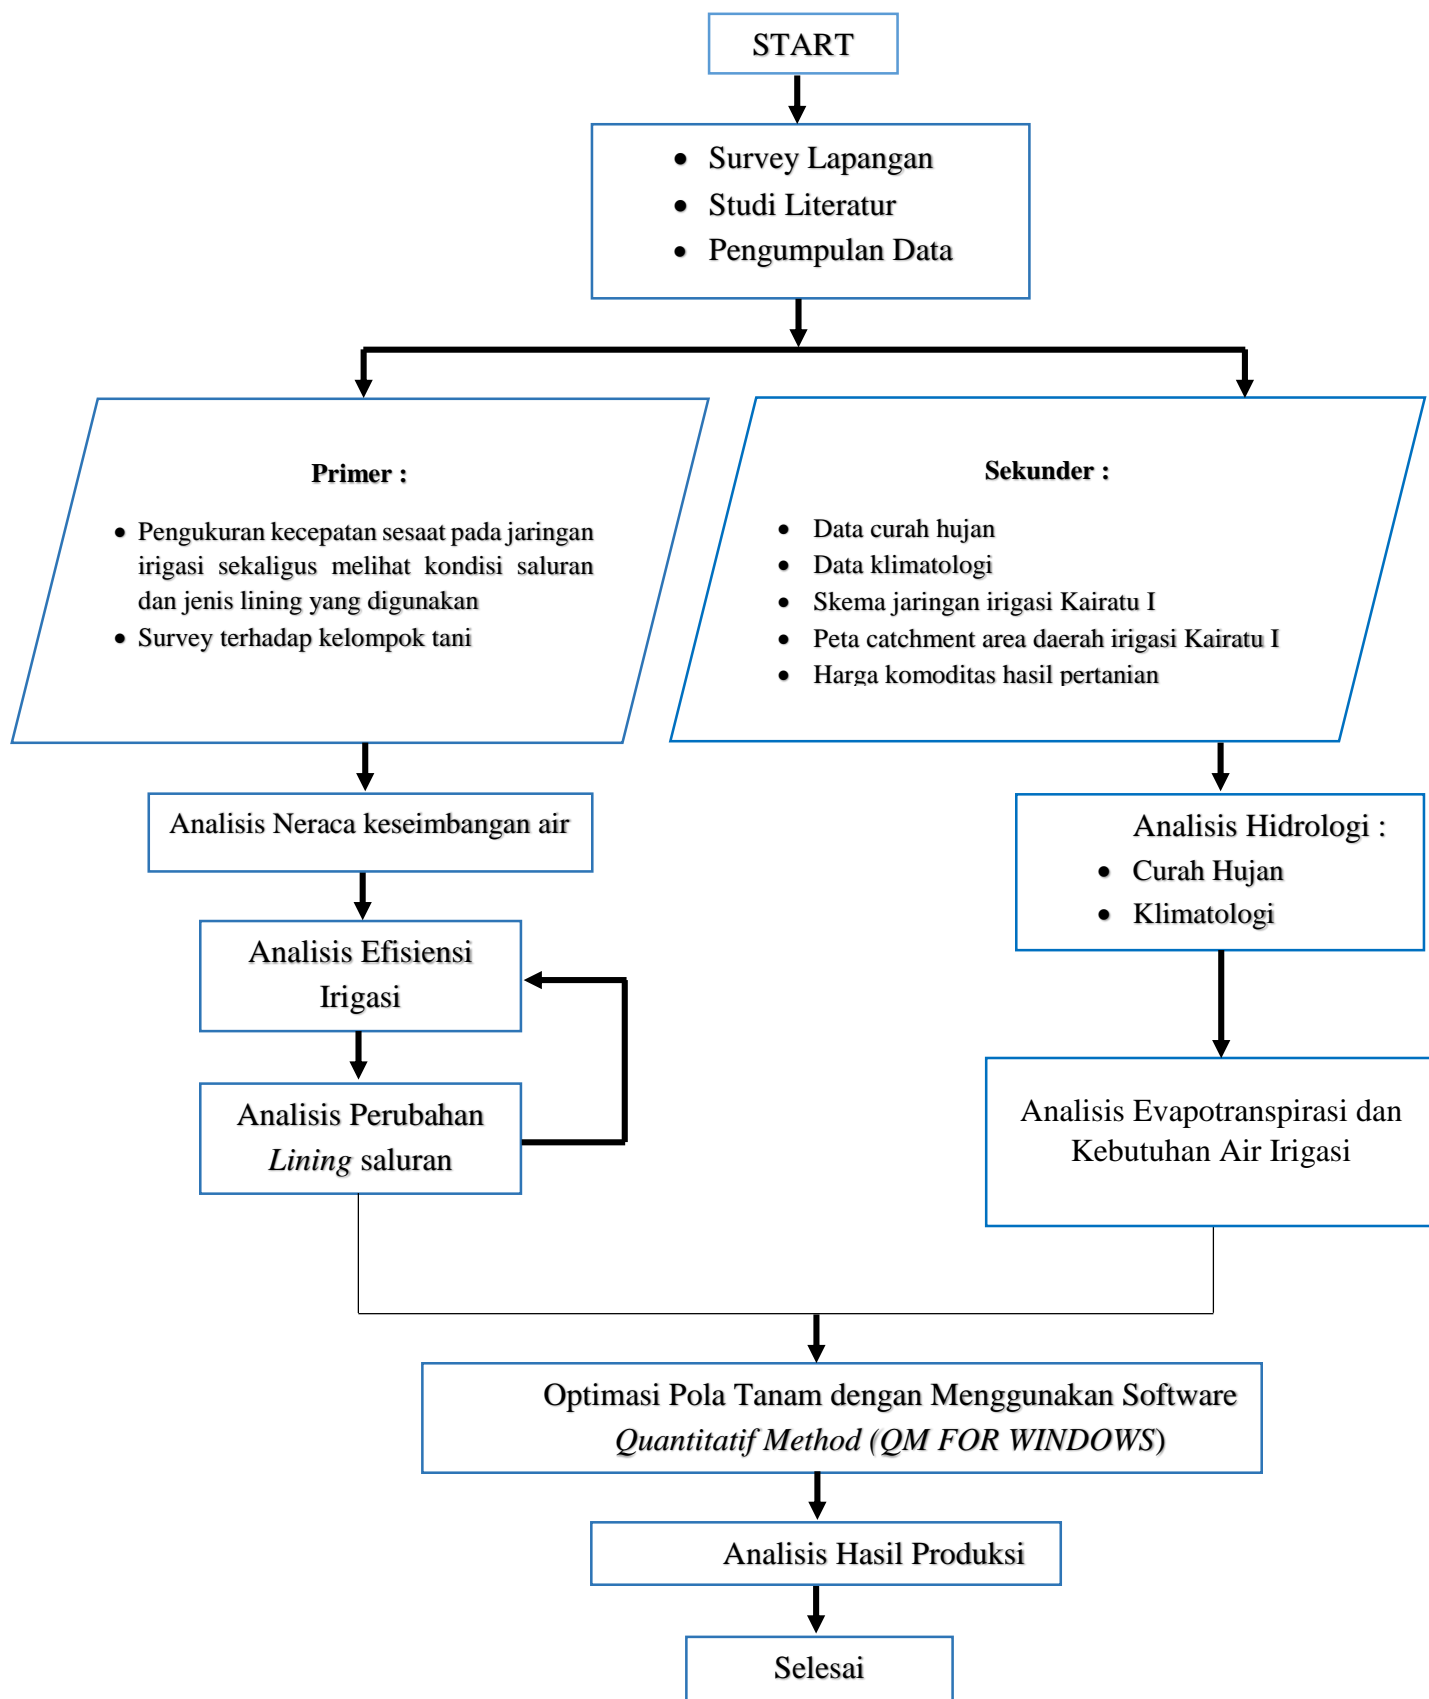 START
• Survey Lapangan
• Studi Literatur
• Pengumpulan Data
Primer :
• Pengukuran kecepatan sesaat pada jaringan
irigasi sekaligus melihat kondisi saluran
dan jenis lining yang digunakan
• Survey terhadap kelompok tani
Sekunder :
• Data curah hujan
• Data klimatologi
• Skema jaringan irigasi Kairatu I
• Peta catchment area daerah irigasi Kairatu I
• Harga komoditas hasil pertanian
Analisis Neraca keseimbangan air
Analisis Efisiensi
Irigasi
Analisis Perubahan
Lining saluran
Analisis Hidrologi :
• Curah Hujan
• Klimatologi
Analisis Evapotranspirasi dan
Kebutuhan Air Irigasi
Optimasi Pola Tanam dengan Menggunakan Software
Quantitatif Method (QM FOR WINDOWS)
Analisis Hasil Produksi
Selesai